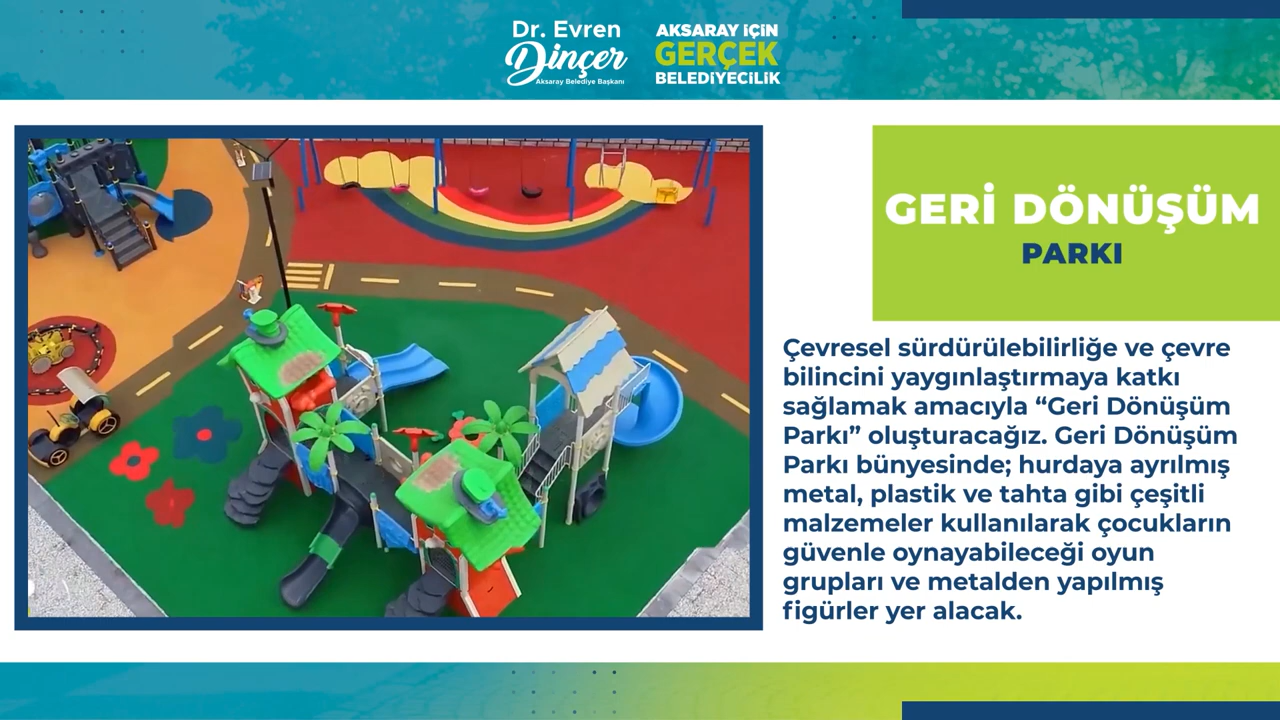 Dr. Evren
Dinçer
Aksaray Belediye Başkanı
AKSARAY İÇİN
GERÇEK
BELEDİYECİLİK
GERİ DÖNÜŞÜM
PARKI
Çevresel sürdürülebilirliğe ve çevre
bilincini yaygınlaştırmaya katkı
sağlamak amacıyla “Geri Dönüşüm
Parkı” oluşturacağız. Geri Dönüşüm
Parkı bünyesinde; hurdaya ayrılmış
metal, plastik ve tahta gibi çeşitli
malzemeler kullanılarak çocukların
güvenle oynayabileceği oyun
grupları ve metalden yapılmış
figürler yer alacak.